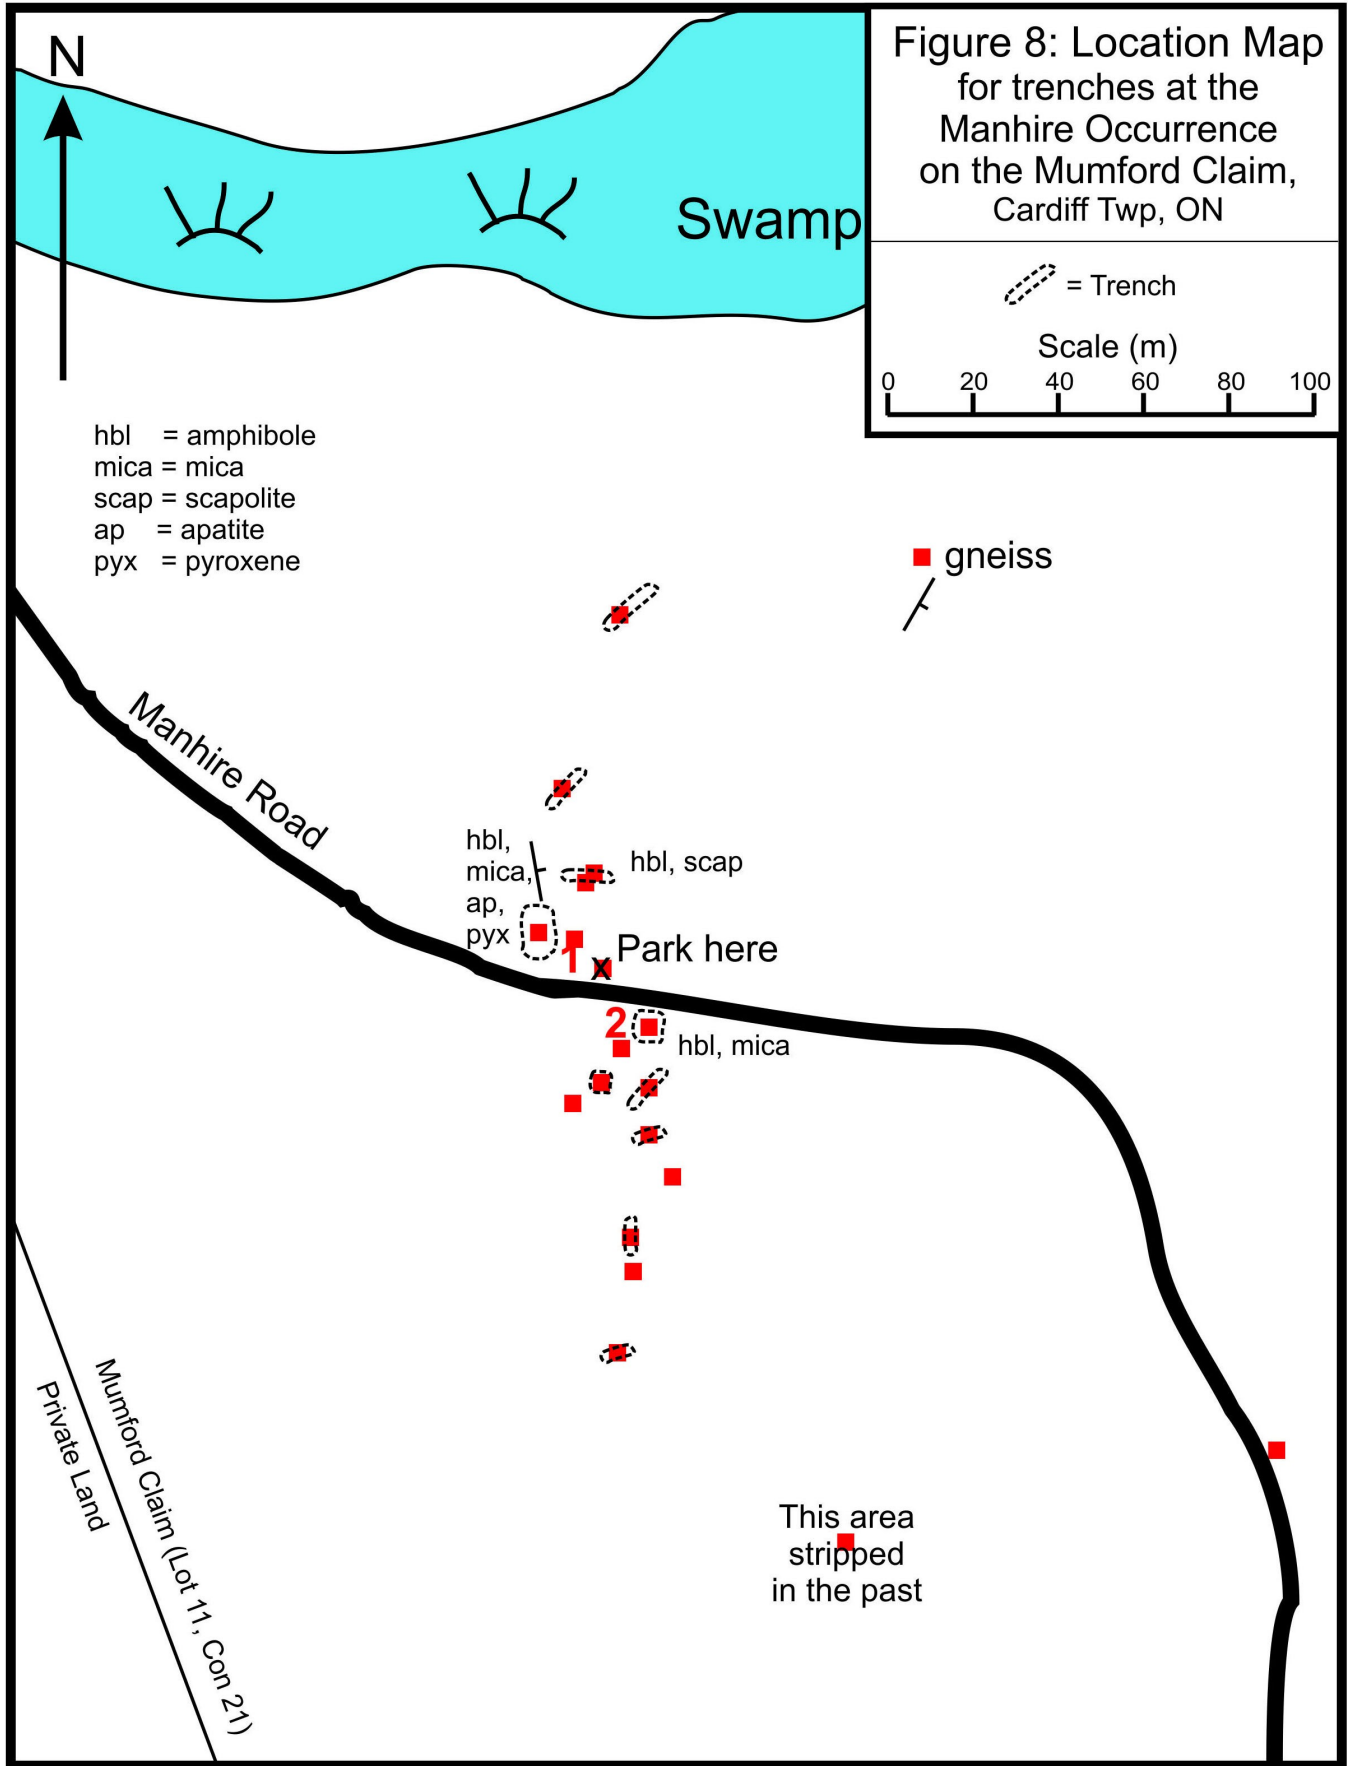 N
Figure 8: Location Map
for trenches at the
Manhire Occurrence
on the Mumford Claim,
Cardiff Twp, ON
= Trench
Scale (m)
0 20 40 60 80 100
Swamp
hbl = amphibole
mica = mica
scap = scapolite
ap = apatite
pyx = pyroxene
gneiss
Manhire Road
hbl,
mica,
ap,
pyx
hbl, scap
1
X
Park here
2
hbl, mica
Mumford Claim (Lot 11, Con 21)
Private Land
This area
stripped
in the past